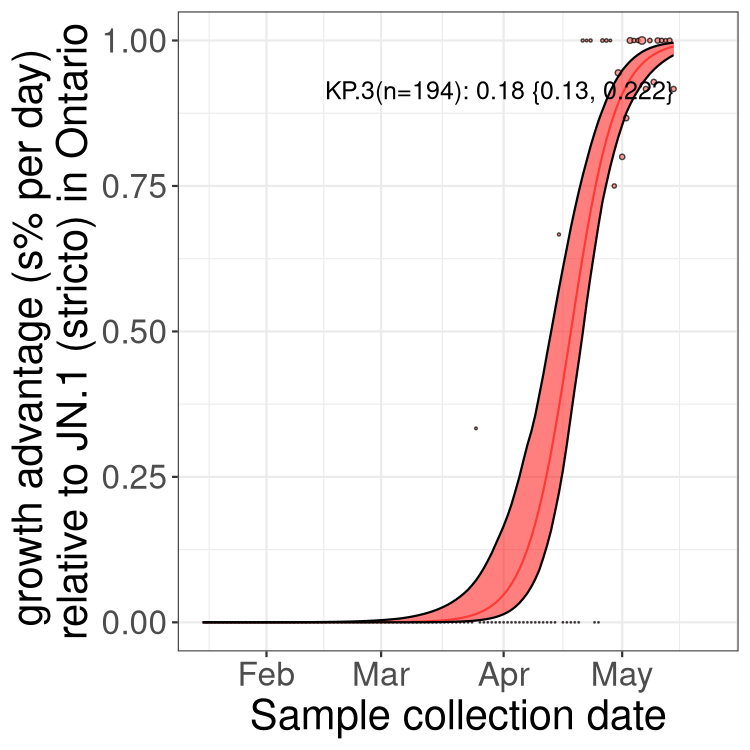 growth advantage (s% per day)
relative to JN.1 (stricto) in Ontario
1.00
0.75
0.50
0.25
0.00
KP.3(n=194): 0.18 {0.13, 0.222}
Feb Mar Apr May
Sample collection date